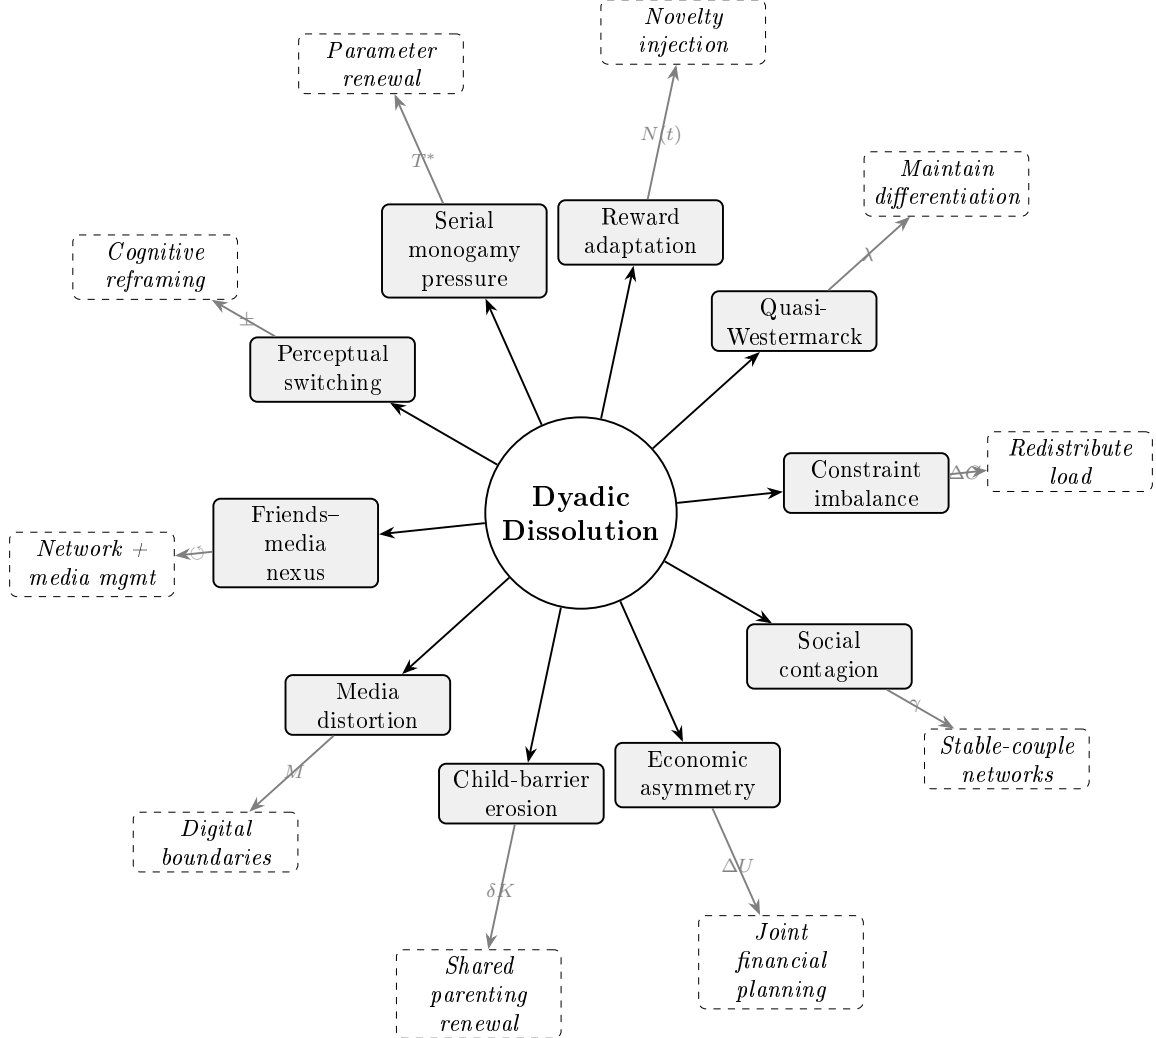 Novelty
injection
Parameter
renewal
N(t)
T*
Maintain
differentiation
Serial
monogamy
pressure
Reward
adaptation
Cognitive
reframing
χ
Quasi-
Westermarck
±
Perceptual
switching
Constraint
imbalance
Redistribute
load
Dyadic
Dissolution
Friends–
media
nexus
Network +
media mgmt
Social
contagion
γ
Stable-couple
networks
Media
distortion
M
Digital
boundaries
Child-barrier
erosion
Economic
asymmetry
δK
ΔU
Shared
parenting
renewal
Joint
financial
planning